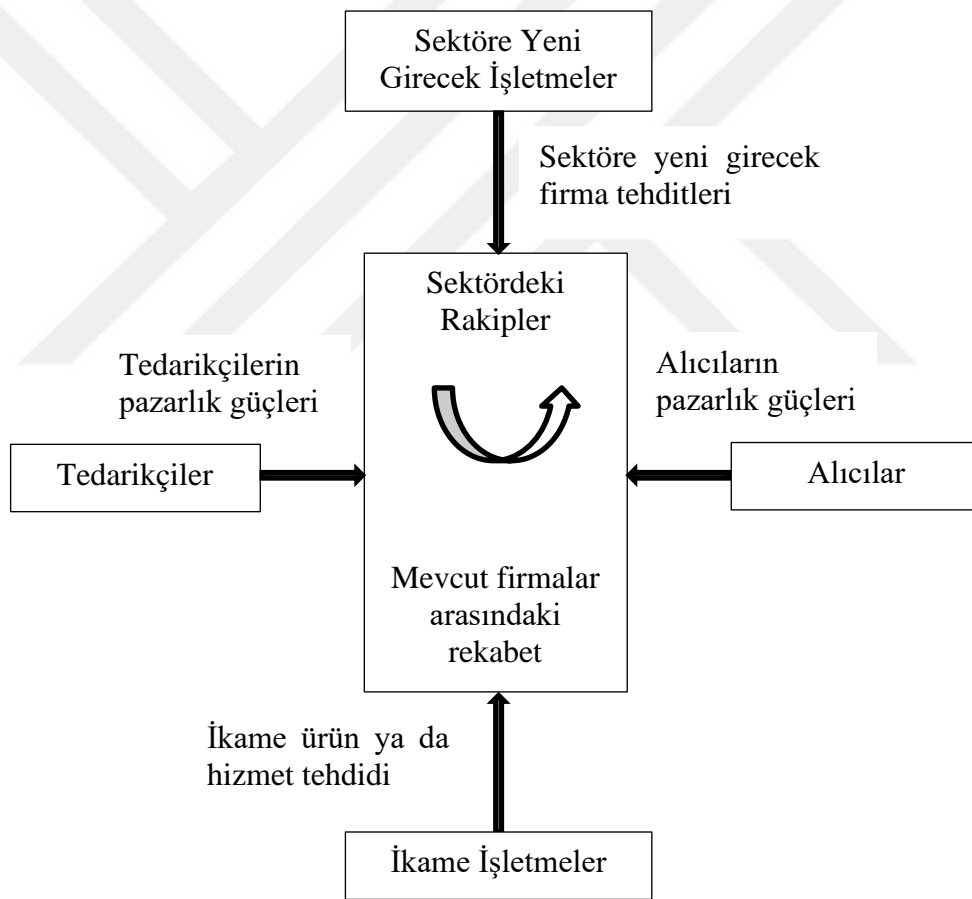 Sektöre Yeni
Girecek İşletmeler
Sektöre yeni girecek
firma tehditleri
Sektördeki
Rakipler
Tedarikçilerin
pazarlık güçleri
Alıcıların
pazarlık güçleri
Tedarikçiler
Alıcılar
Mevcut firmalar
arasındaki
rekabet
İkame ürün ya da
hizmet tehdidi
İkame İşletmeler